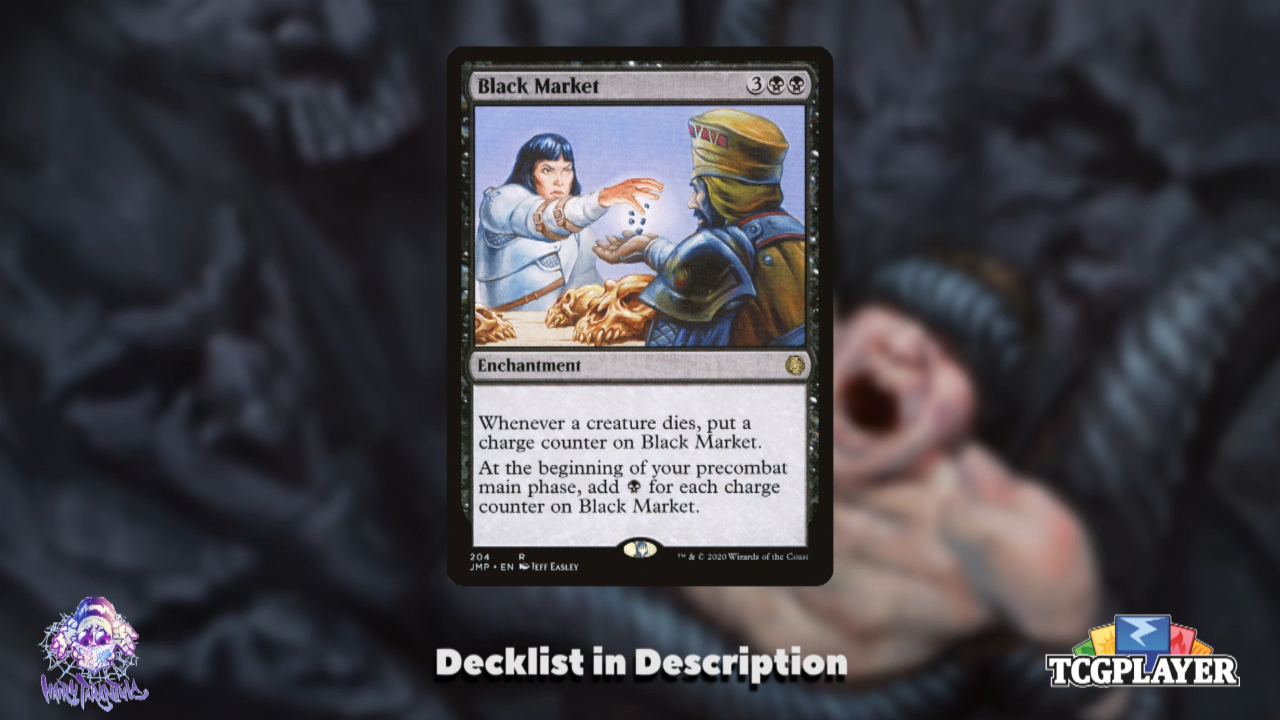 Black Market 3
Enchantment
Whenever a creature dies, put a
charge counter on Black Market.
At the beginning of your precombat
main phase, add for each charge
counter on Black Market.
204 R
JMP • EN JEFF EASLEY
™ & © 2020 Wizards of the Coast
Decklist in Description
TCGPLAYER